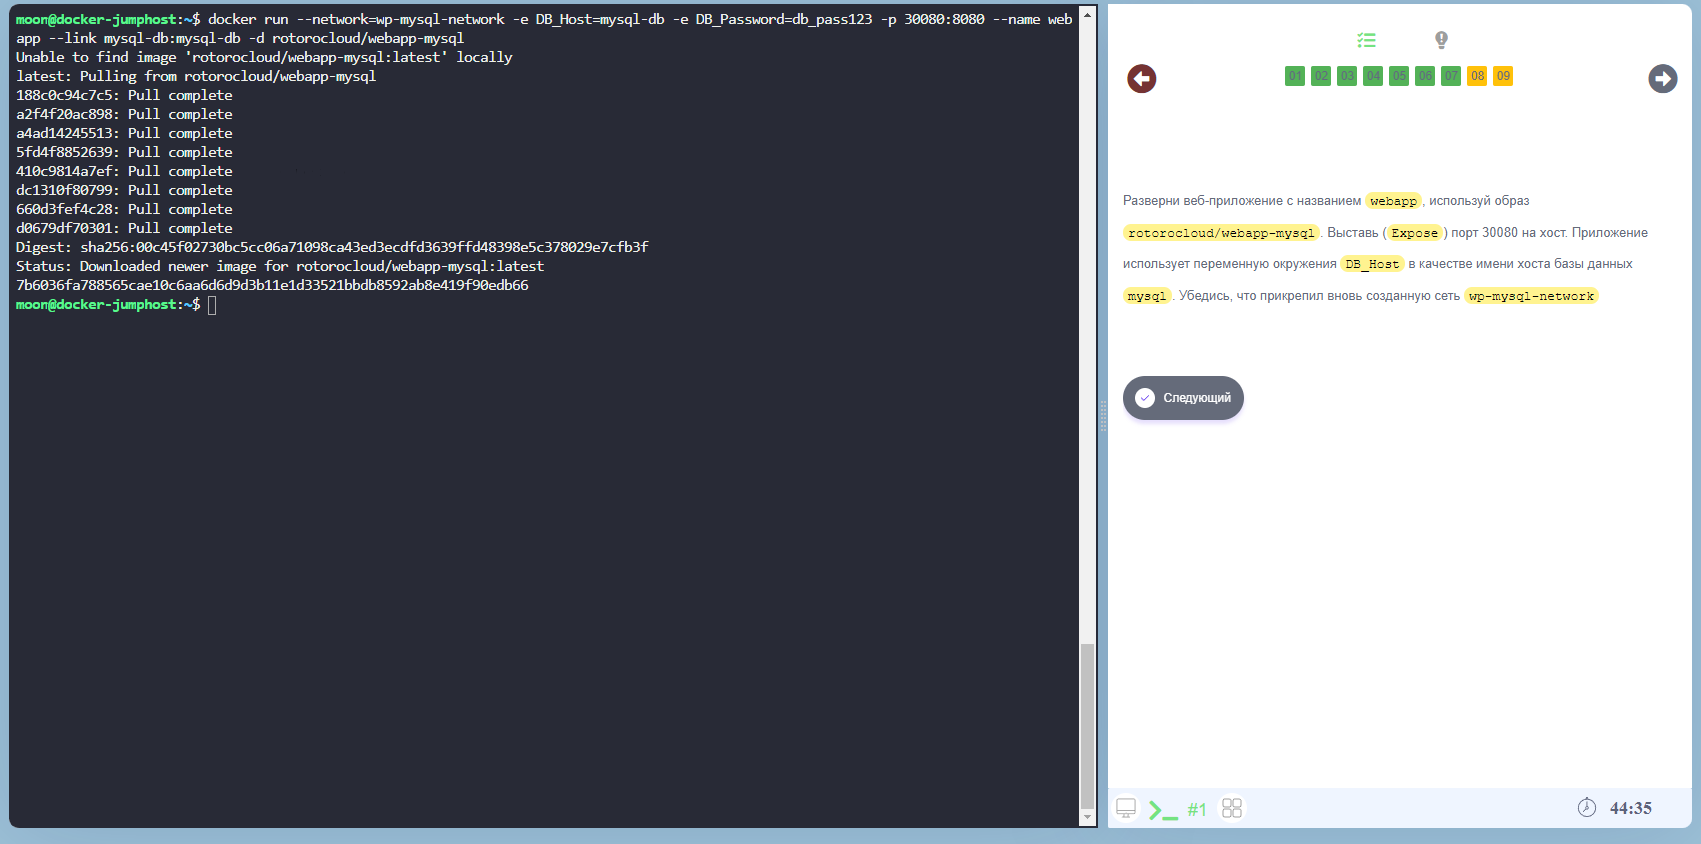 moon@docker-jumphost:~$ docker run --network=wp-mysql-network -e DB_Host=mysql-db -e DB_Password=db_pass123 -p 30080:8080 --name web
app --link mysql-db:mysql-db -d rotorocloud/webapp-mysql
Unable to find image 'rotorocloud/webapp-mysql:latest' locally
latest: Pulling from rotorocloud/webapp-mysql
188c0c94c7c5: Pull complete
a2f4f20ac898: Pull complete
a4ad14245513: Pull complete
5fd4f8852639: Pull complete
410c9814a7ef: Pull complete
dc1310f80799: Pull complete
660d3fef4c28: Pull complete
d0679df70301: Pull complete
Digest: sha256:00c45f02730bc5cc06a71098ca43ed3ecdfd3639ffd48398e5c378029e7cfb3f
Status: Downloaded newer image for rotorocloud/webapp-mysql:latest
7b6036fa788565cae10c6aa6d6d9d3b11e1d33521bbdb8592ab8e419f90edb66
moon@docker-jumphost:~$
01 02 03 04 05 06 07 08 09
Разверни веб-приложение с названием webapp, используй образ
rotorocloud/webapp-mysql. Выставь (Expose) порт 30080 на хост. Приложение
использует переменную окружения DB_Host в качестве имени хоста базы данных
mysql. Убедись, что прикрепил вновь созданную сеть wp-mysql-network
Следующий
#1
44:35